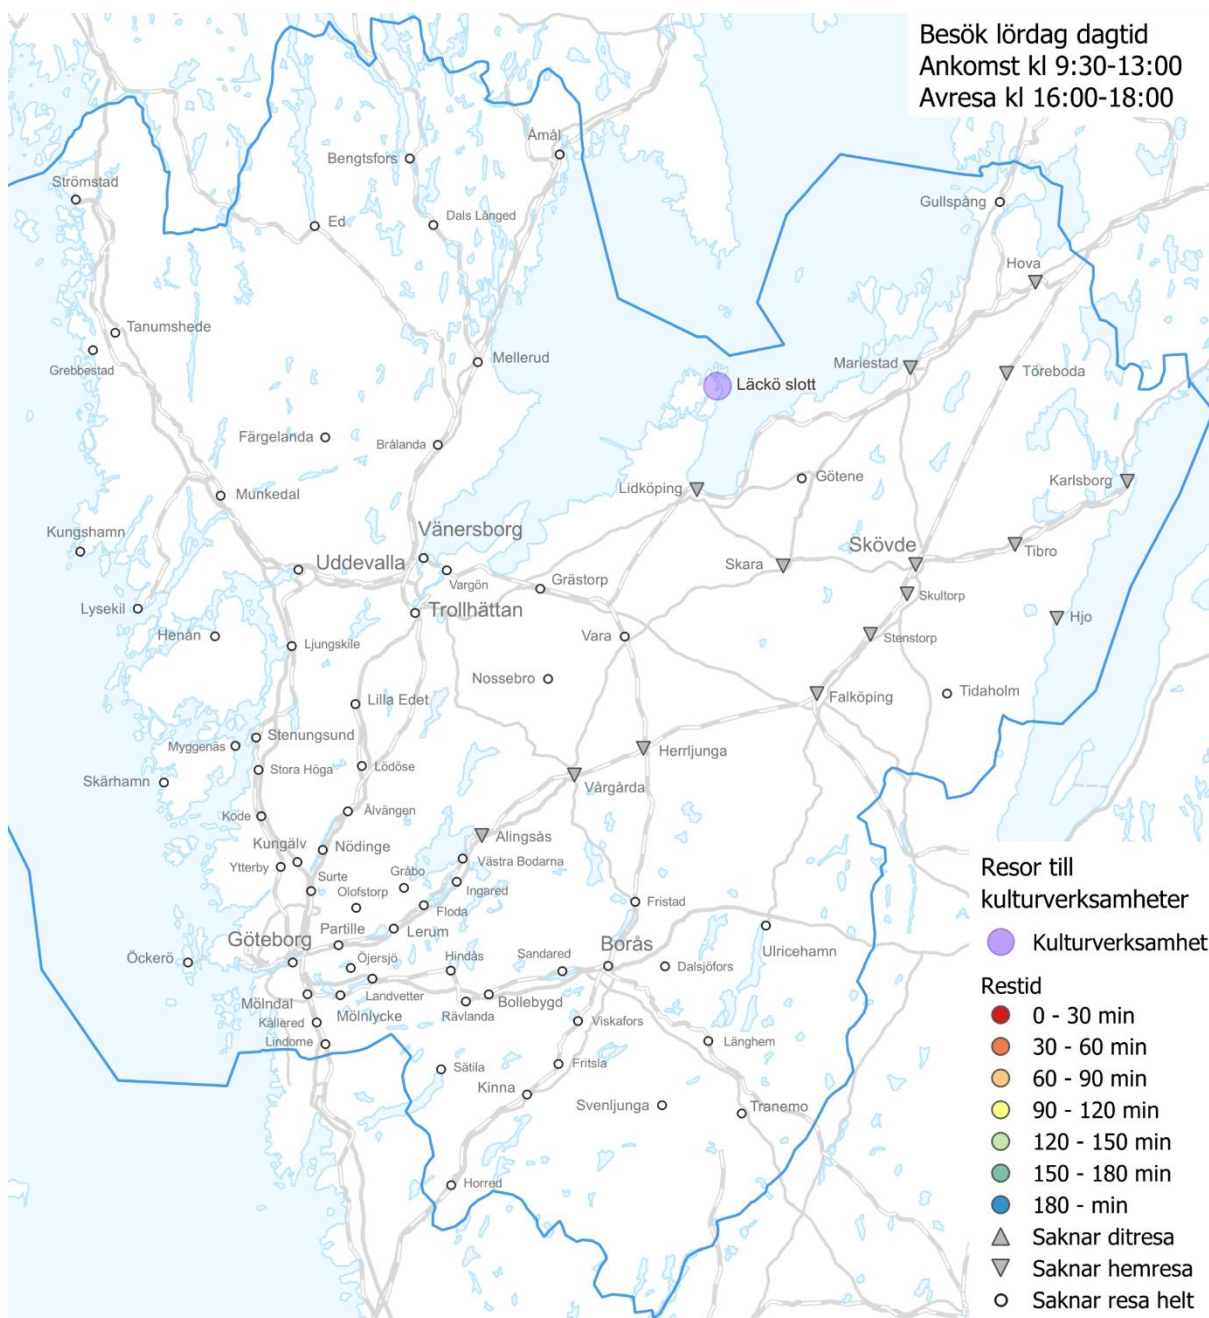 Besök lördag dagtid
Ankomst kl 9:30-13:00
Avresa kl 16:00-18:00
Åmål
Bengtsfors
Strömstad
Gullspång
Dals Långed
Ed
Hova
Tanumshede
Mellerud
Mariestad
Töreboda
Grebbestad
Läckö slott
Färgelanda
Brålanda
Götene
Karlsborg
Lidköping
Munkedal
Kungshamn
Vänersborg
Skövde
Tibro
Uddevalla
Skara
Vargön
Grästorp
Skultorp
Lysekil
Trollhättan
Hjo
Henån
Vara
Stenstorp
Ljungskile
Nossebro
Tidaholm
Lilla Edet
Falköping
Stenungsund
Myggenäs
Herrljunga
Stora Höga
Lödöse
Skärhamn
Vårgårda
Älvängen
Kode
Alingsås
Kungälv
Nödinge
Västra Bodarna
Ytterby
Gråbo
Surte
Ingared
Olofstorp
Fristad
Floda
Partille
Lerum
Göteborg
Borås
Ulricehamn
Öckerö
Öjersjö
Hindås
Sandared
Dalsjöfors
Landvetter
Mölndal
Mölnlycke
Rävlanda
Bollebygd
Kållered
Viskafors
Lindome
Länghem
Sätila
Fritsla
Kinna
Svenljunga
Tranemo
Horred
Resor till
kulturverksamheter
Kulturverksamhet
Restid
0 - 30 min
30 - 60 min
60 - 90 min
90 - 120 min
120 - 150 min
150 - 180 min
180 - min
Saknar ditresa
Saknar hemresa
Saknar resa helt